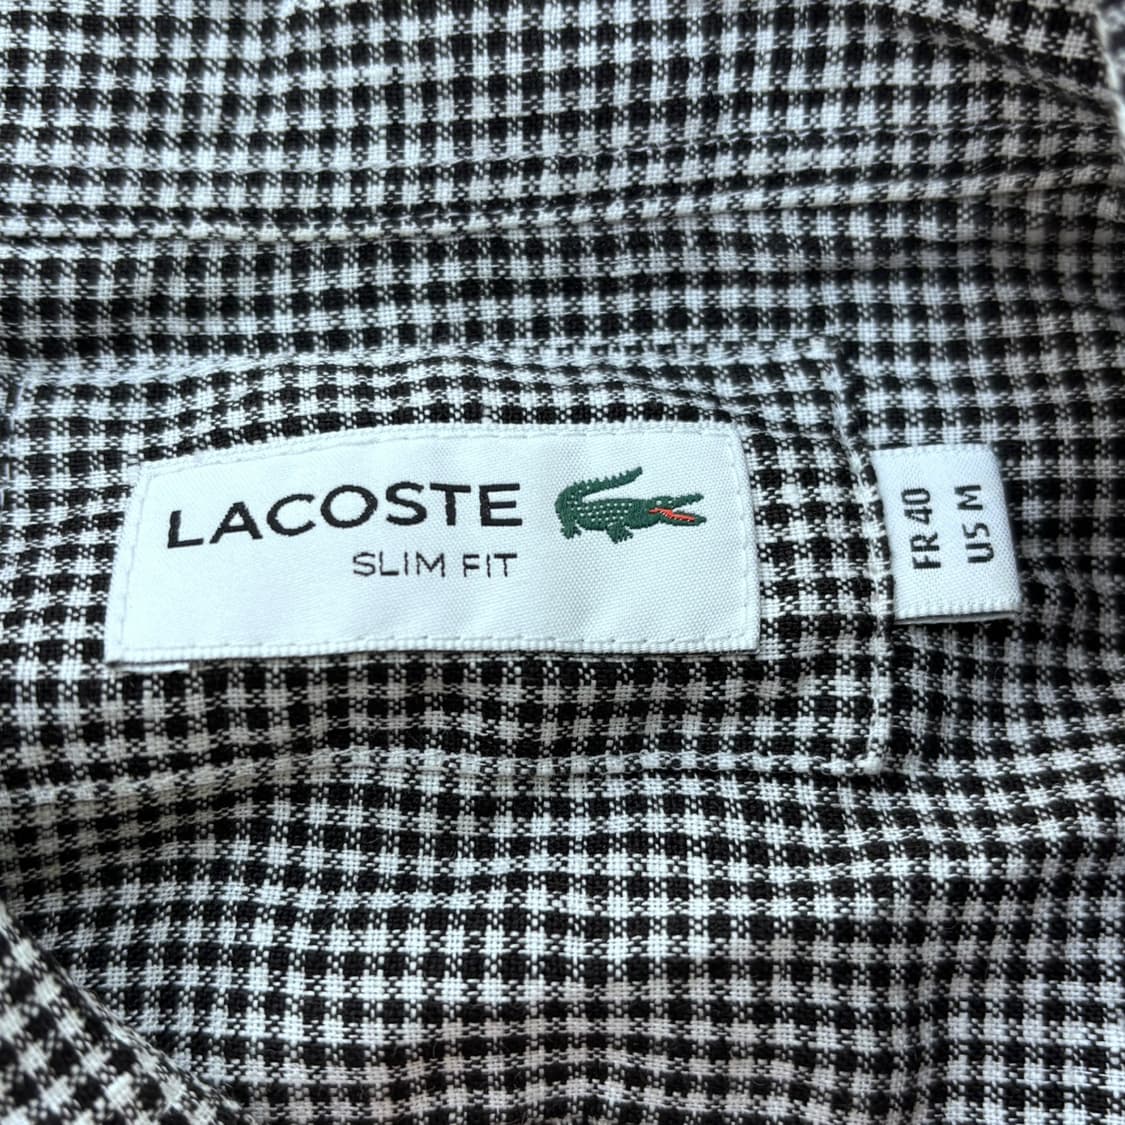 LACOSTE
SLIM FIT
FR 40
US M